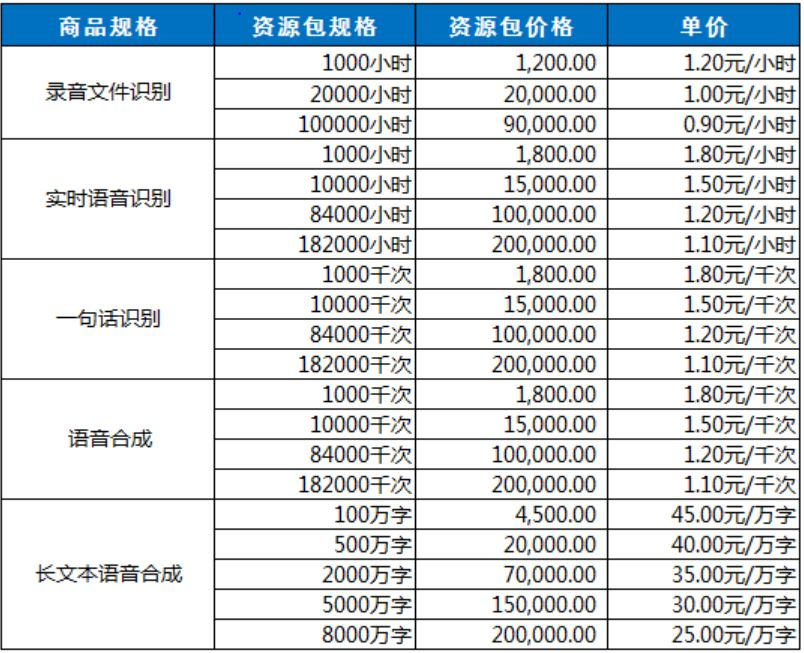 商品规格 资源包规格 资源包价格 单价
录音文件识别
1000小时 1,200.00 1.20元/小时
20000小时 20,000.00 1.00元/小时
100000小时 90,000.00 0.90元/小时
实时语音识别
1000小时 1,800.00 1.80元/小时
10000小时 15,000.00 1.50元/小时
84000小时 100,000.00 1.20元/小时
182000小时 200,000.00 1.10元/小时
一句话识别
1000千次 1,800.00 1.80元/千次
10000千次 15,000.00 1.50元/千次
84000千次 100,000.00 1.20元/千次
182000千次 200,000.00 1.10元/千次
语音合成
1000千次 1,800.00 1.80元/千次
10000千次 15,000.00 1.50元/千次
84000千次 100,000.00 1.20元/千次
182000千次 200,000.00 1.10元/千次
长文本语音合成
100万字 4,500.00 45.00元/万字
500万字 20,000.00 40.00元/万字
2000万字 70,000.00 35.00元/万字
5000万字 150,000.00 30.00元/万字
8000万字 200,000.00 25.00元/万字